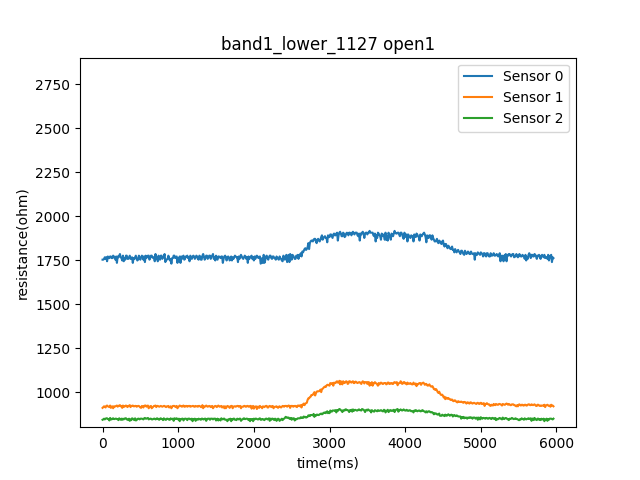 band1_lower_1127 open1
Sensor 0
Sensor 1
Sensor 2
resistance(ohm)
2750
2500
2250
2000
1750
1500
1250
1000
0 1000 2000 3000 4000 5000 6000
time(ms)